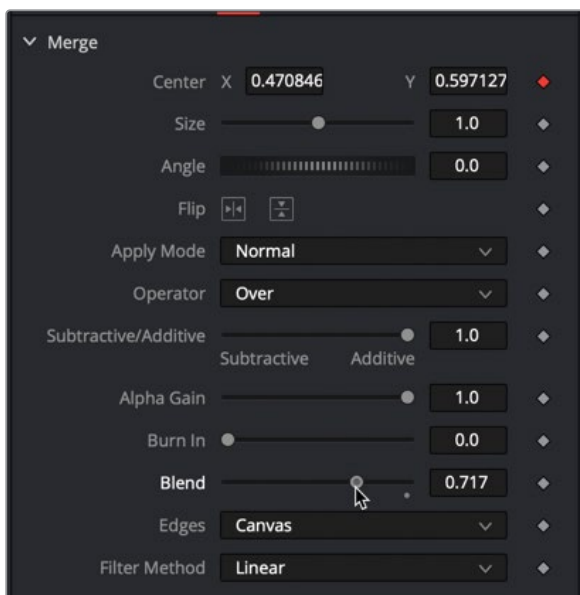 Merge
Center X 0.470846 Y 0.597127
Size 1.0
Angle 0.0
Flip
Apply Mode Normal
Operator Over
Subtractive/Additive 1.0
Subtractive Additive
Alpha Gain 1.0
Burn In 0.0
Blend 0.717
Edges Canvas
Filter Method Linear